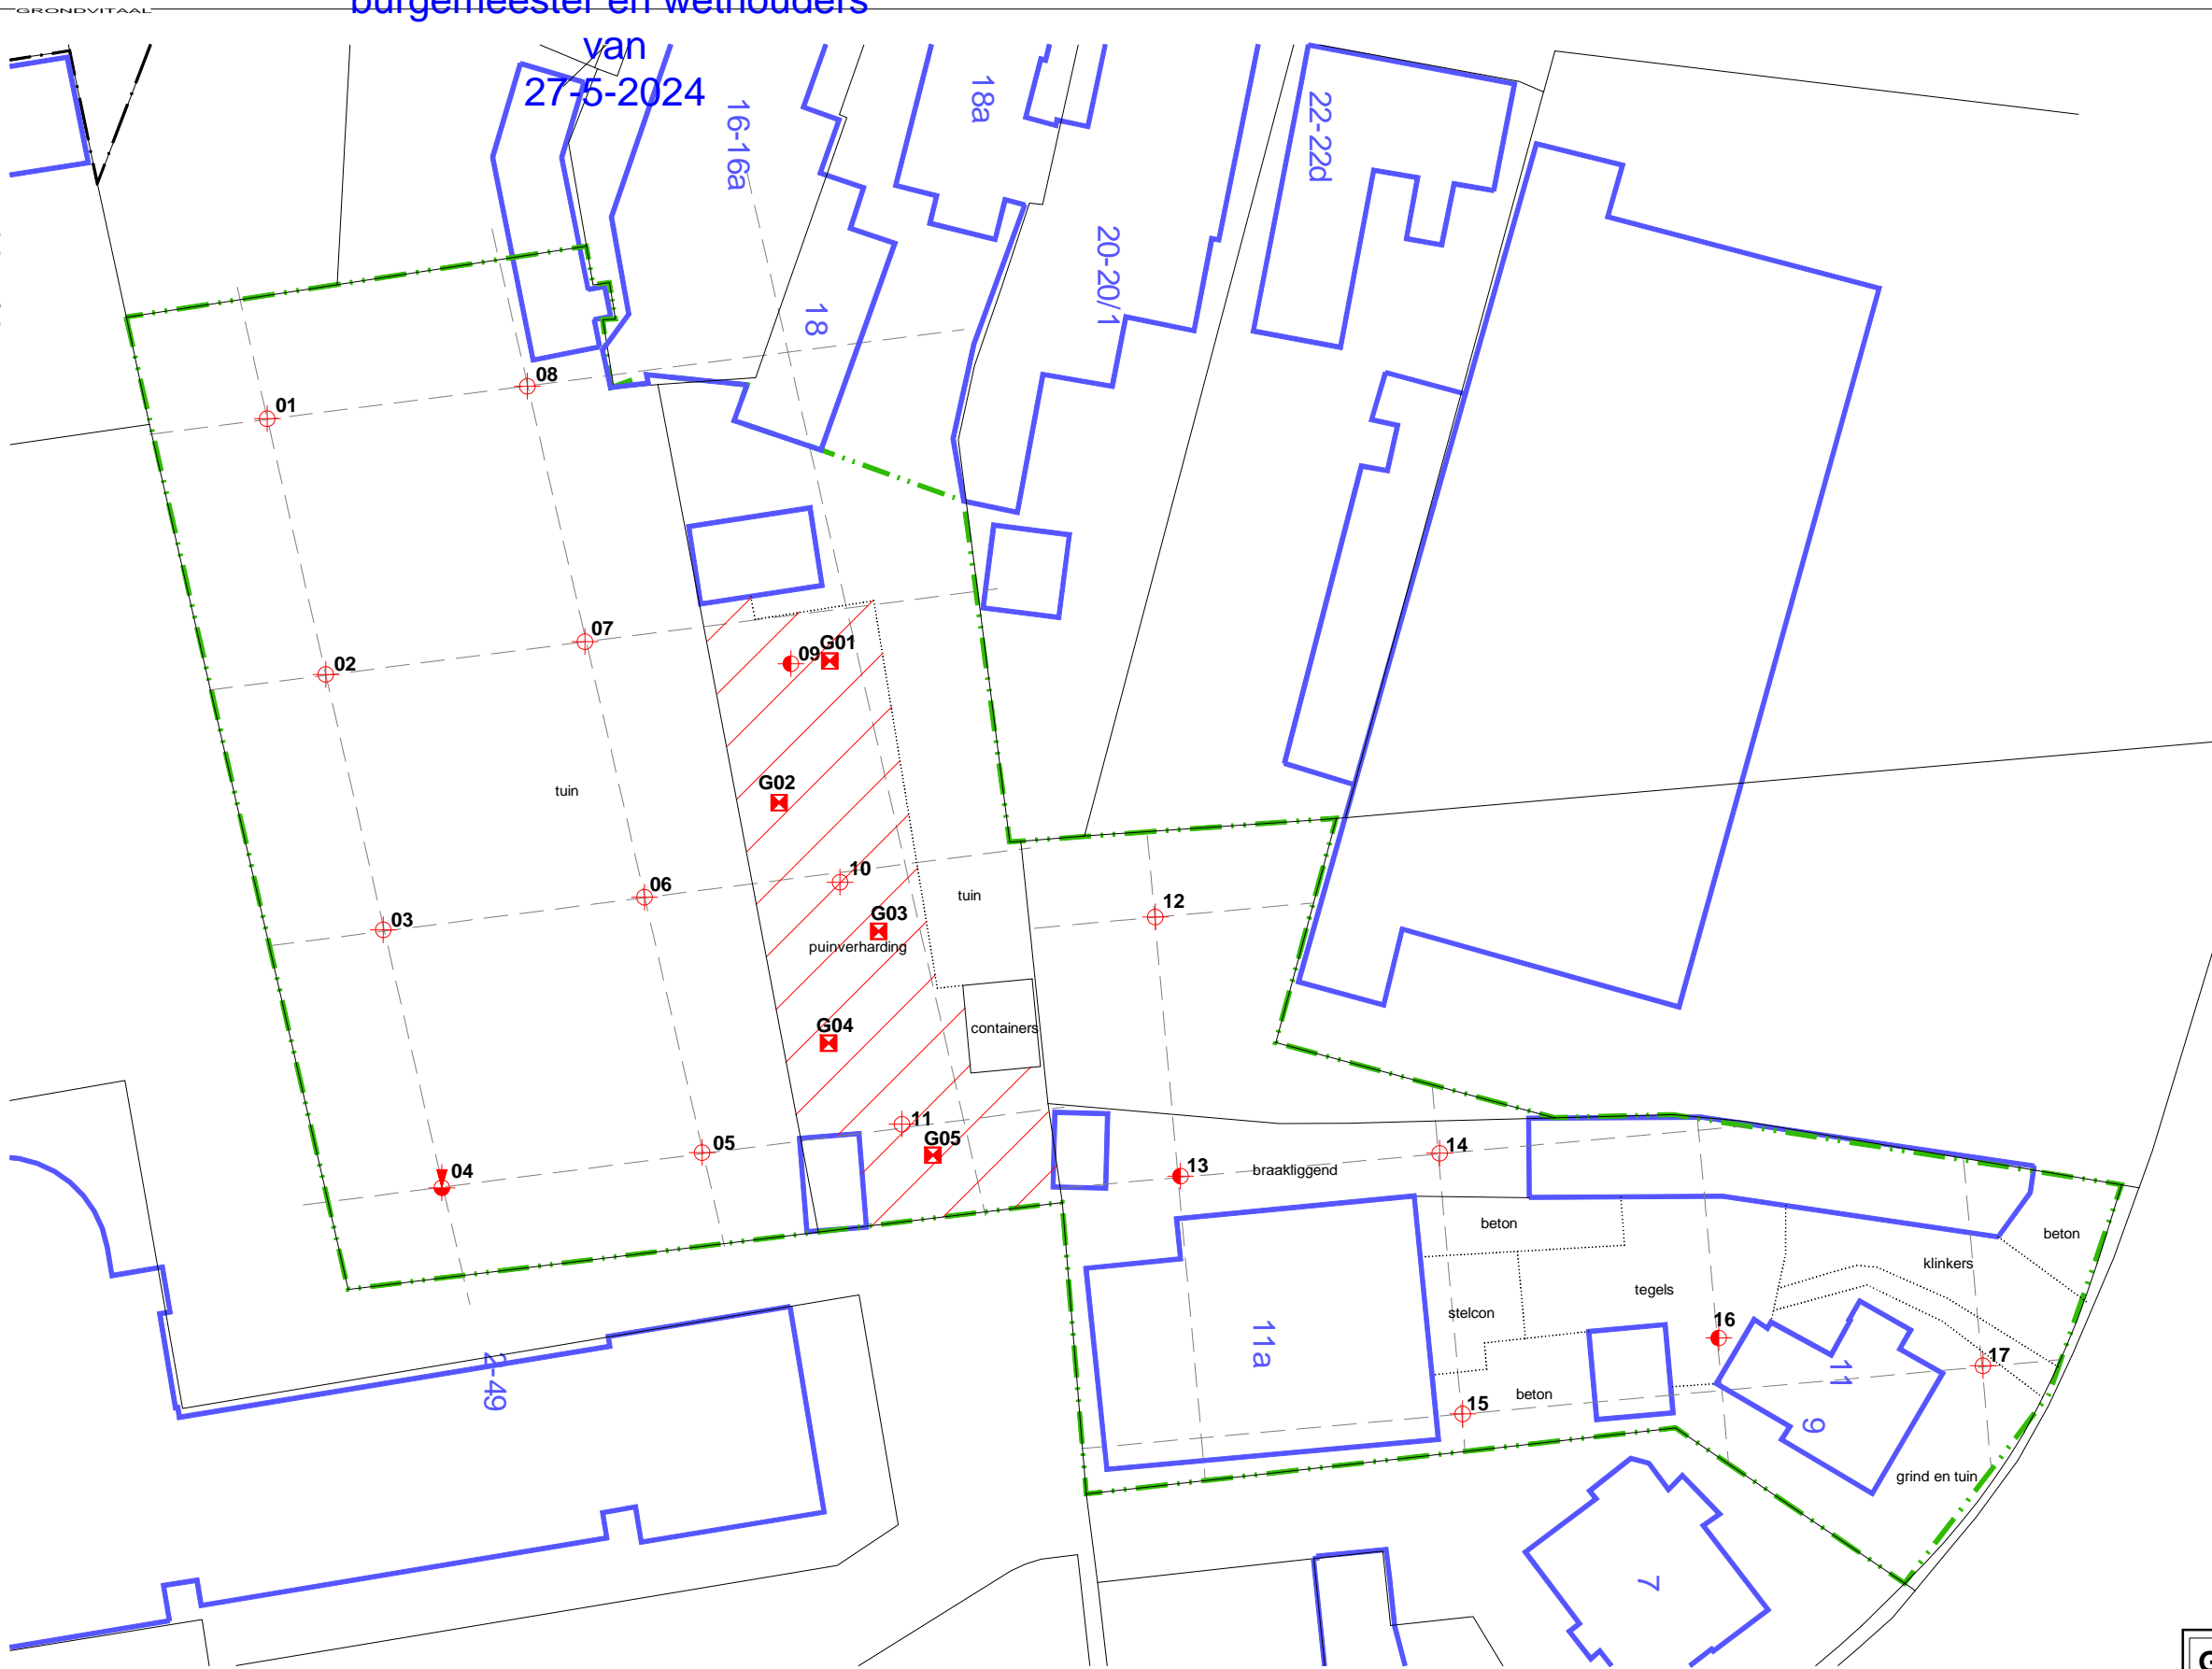 GRONDVITAAL
burgemeester en wethouders
van
27-5-2024
16-16a
18a
22-22d
20-20/1
18
08
01
07
02
09
G01
tuin
G02
10
06
tuin
12
03
G03
puinverharding
containers
G04
11
05
G05
14
13
braakliggend
04
beton
beton
klinkers
tegels
stelcon
16
11a
17
11
2-49
beton
15
9
grind en tuin
7